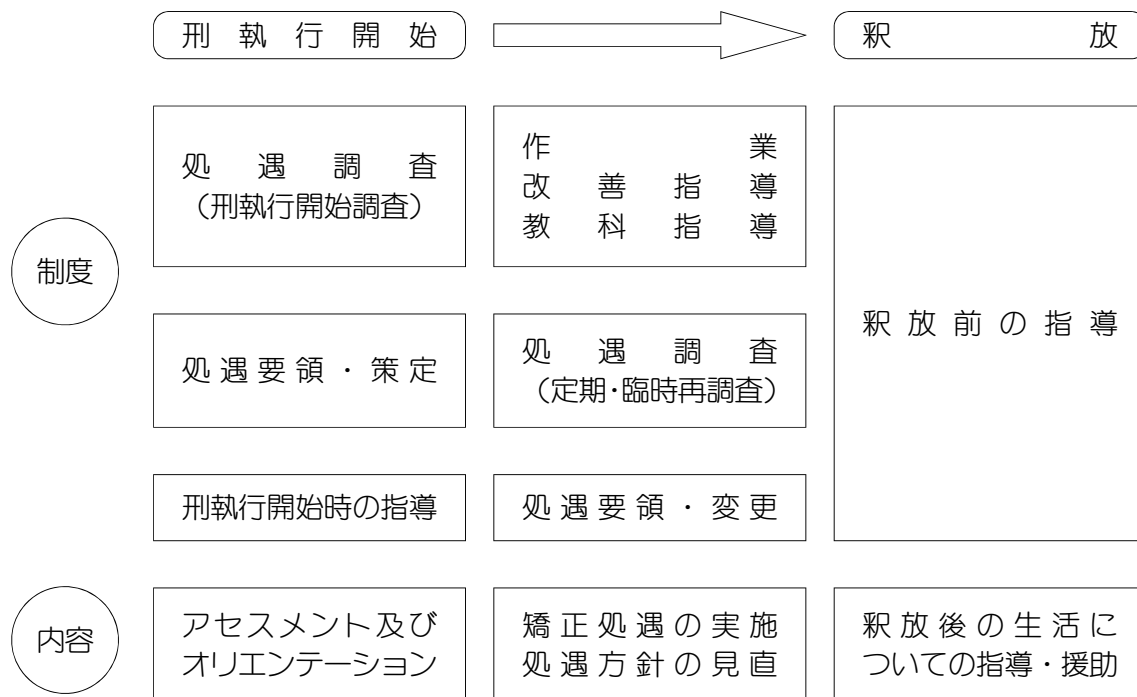 刑執行開始
釈放
制度
処遇調査
（刑執行開始調査）
作業
改善指導
教科指導
釈放前の指導
処遇要領・策定
処遇調査
（定期・臨時再調査）
刑執行開始時の指導
処遇要領・変更
内容
アセスメント及び
オリエンテーション
矯正処遇の実施
処遇方針の見直
釈放後の生活に
ついての指導・援助